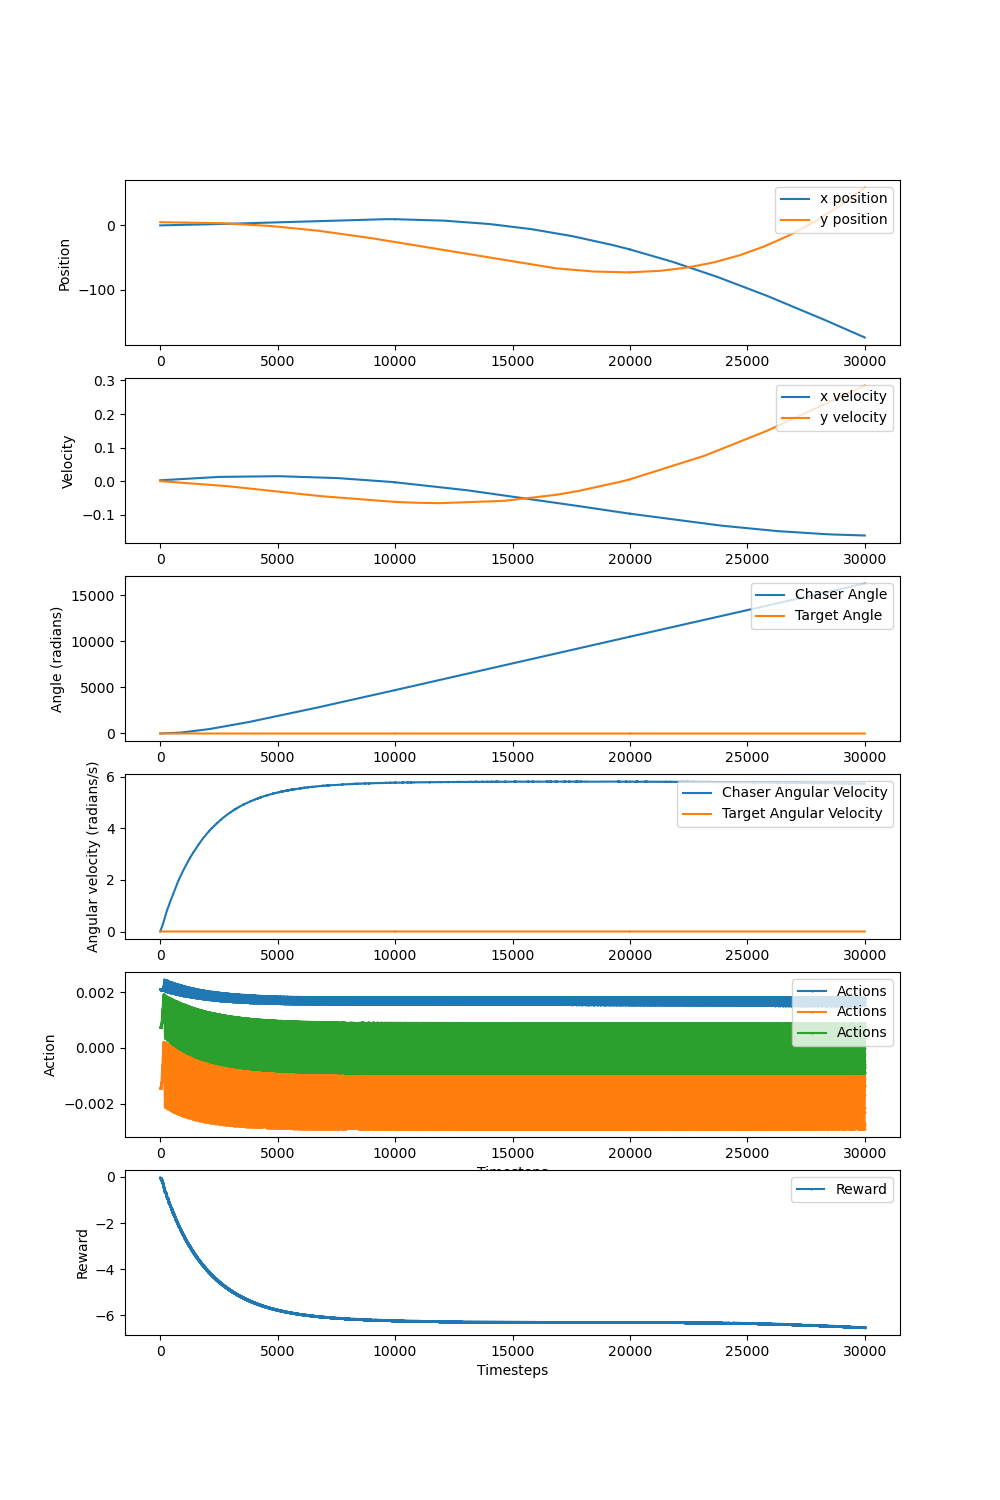 x position
y position
0
−100
Position
0 5000 10000 15000 20000 25000 30000
x velocity
y velocity
0.3
0.2
0.1
0.0
−0.1
Velocity
0 5000 10000 15000 20000 25000 30000
Chaser Angle
Target Angle
15000
10000
5000
0
Angle (radians)
0 5000 10000 15000 20000 25000 30000
Chaser Angular Velocity
Target Angular Velocity
6
4
2
0
Angular velocity (radians/s)
0 5000 10000 15000 20000 25000 30000
Actions
Actions
Actions
0.002
0.000
−0.002
Action
0 5000 10000 15000 20000 25000 30000
Timesteps
Reward
0
−2
−4
−6
Reward
0 5000 10000 15000 20000 25000 30000
Timesteps